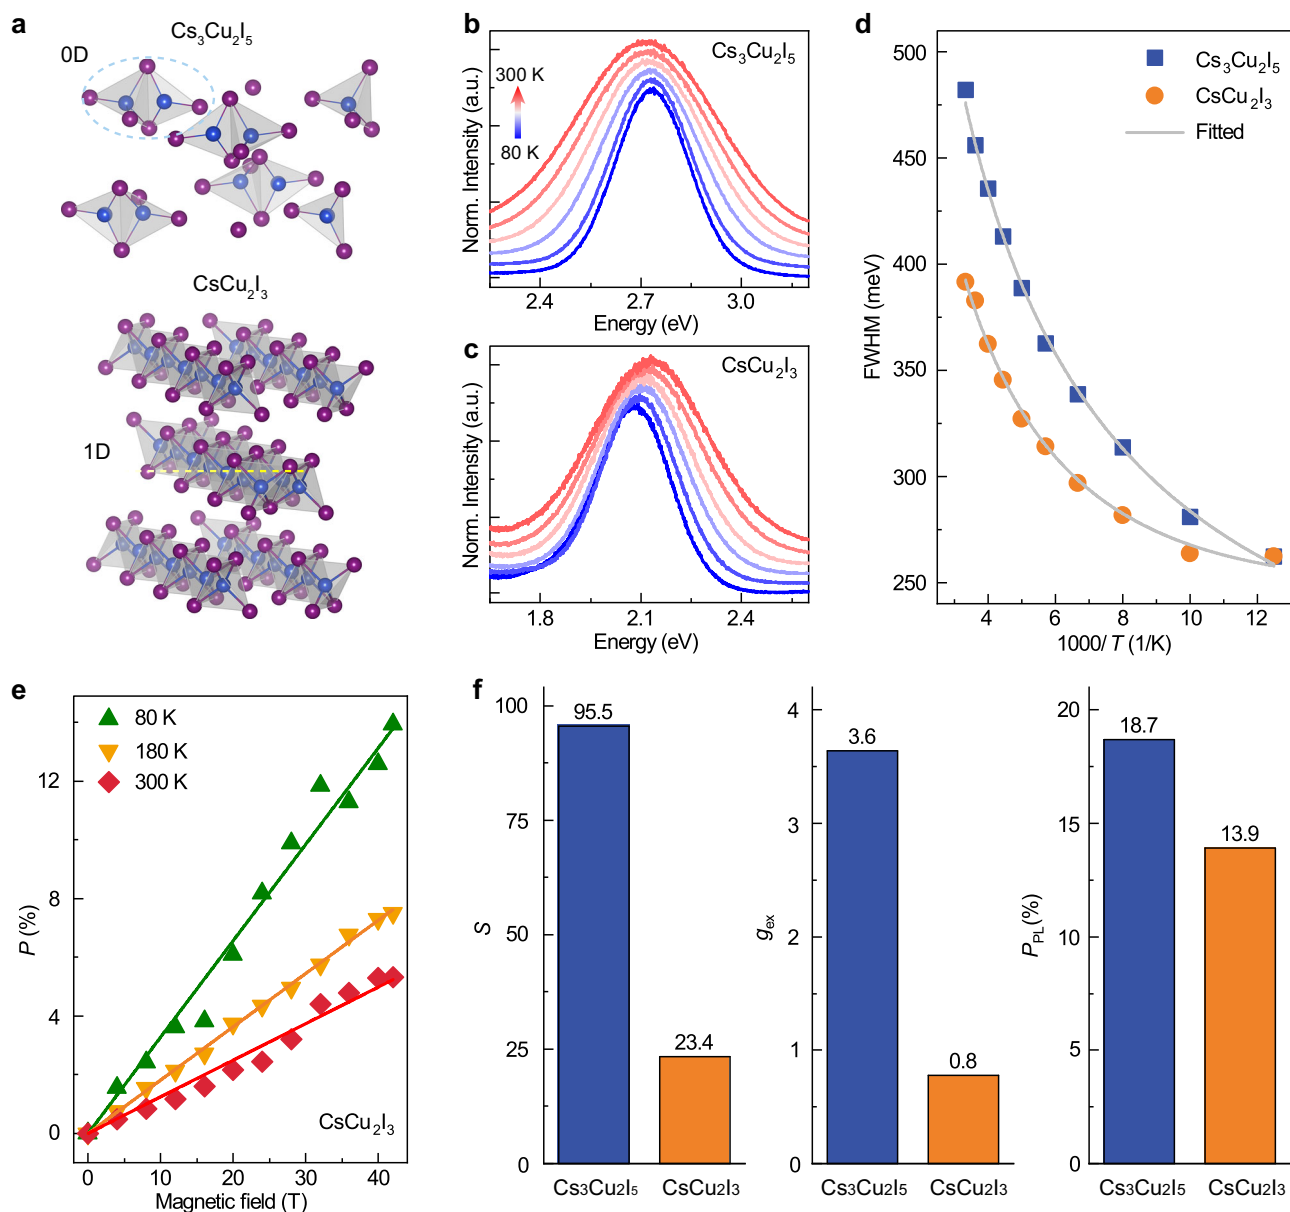 a
Cs₃Cu₂I₅
0D
CsCu₂I₃
1D
b
Cs₃Cu₂I₅
300 K
80 K
Norm. Intensity (a.u.)
2.4 2.7 3.0
Energy (eV)
c
CsCu₂I₃
Norm. Intensity (a.u.)
1.8 2.1 2.4
Energy (eV)
d
Cs₃Cu₂I₅
CsCu₂I₃
Fitted
500
450
400
350
300
250
FWHM (meV)
4 6 8 10 12
1000/ T (1/K)
e
80 K
180 K
300 K
12
8
4
0
P (%)
CsCu₂I₃
0 10 20 30 40
Magnetic field (T)
f
100
75
50
25
0
S
95.5
23.4
Cs₃Cu₂I₅ CsCu₂I₃
4
3
2
1
0
gₑₓ
3.6
0.8
Cs₃Cu₂I₅ CsCu₂I₃
20
15
10
5
0
P_PL(%)
18.7
13.9
Cs₃Cu₂I₅ CsCu₂I₃